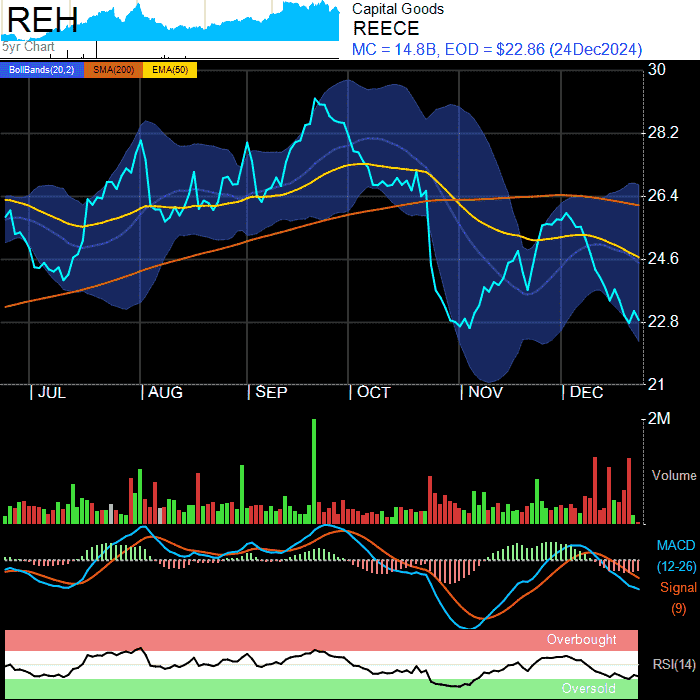 REH
5yr Chart
Capital Goods
REECE
MC = 14.8B, EOD = $22.86 (24Dec2024)
BollBands(20,2) SMA(200) EMA(50)
30
28.2
26.4
24.6
22.8
21
JUL AUG SEP OCT NOV DEC
2M
Volume
MACD
(12-26)
Signal
(9)
Overbought
RSI(14)
Oversold